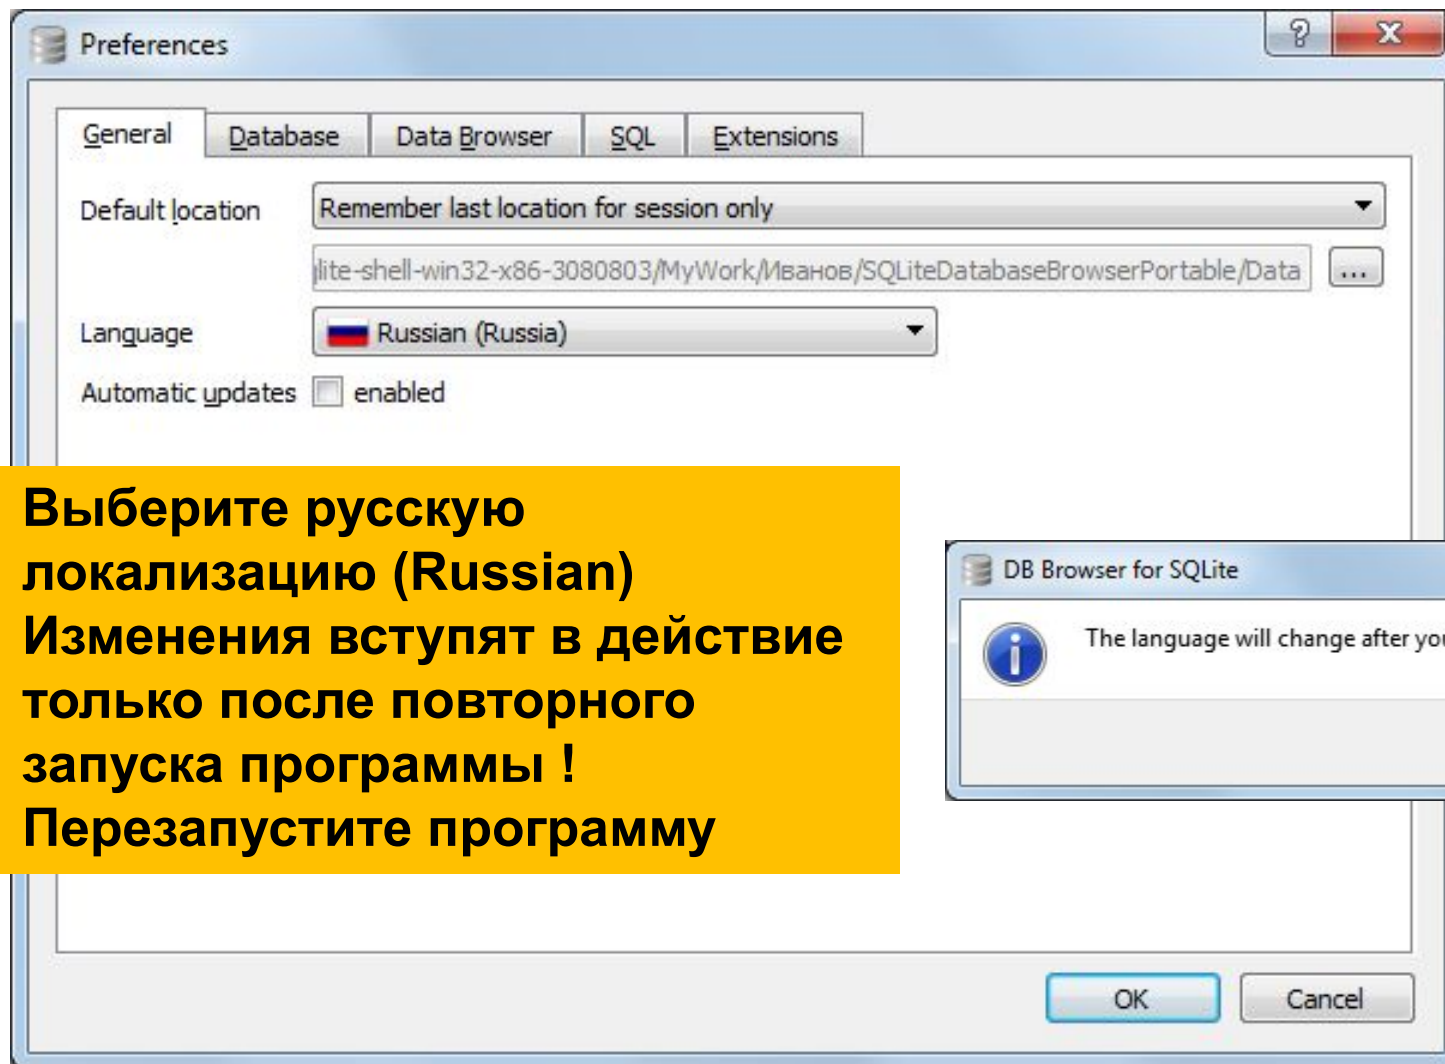 Preferences
General Database Data Browser SQL Extensions
Default location Remember last location for session only
lite-shell-win32-x86-3080803/MyWork/Иванов/SQLiteDatabaseBrowserPortable/Data ...
Language Russian (Russia)
Automatic updates enabled
Выберите русскую
локализацию (Russian)
Изменения вступят в действие
только после повторного
запуска программы !
Перезапустите программу
DB Browser for SQLite
The language will change after you
OK Cancel